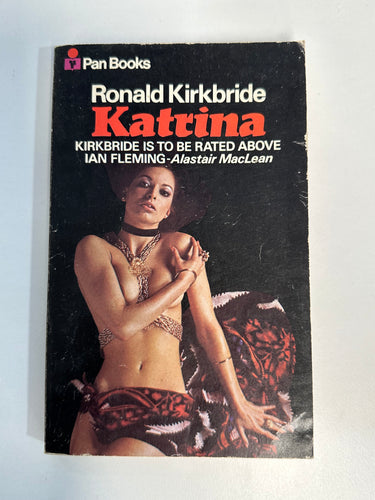 Pan Books
Ronald Kirkbride
Katrina
KIRKBRIDE IS TO BE RATED ABOVE
IAN FLEMING-Alastair MacLean